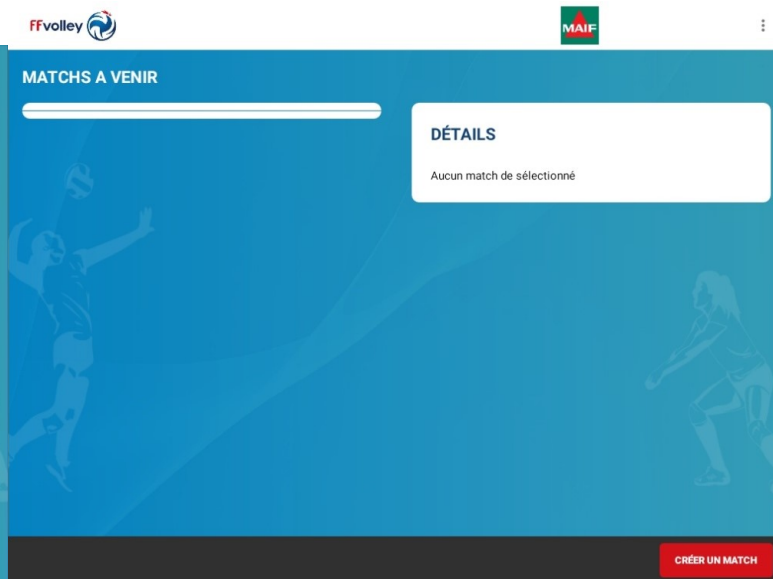 FFvolley
MAIF
MATCHS A VENIR
DÉTAILS
Aucun match de sélectionné
CRÉER UN MATCH